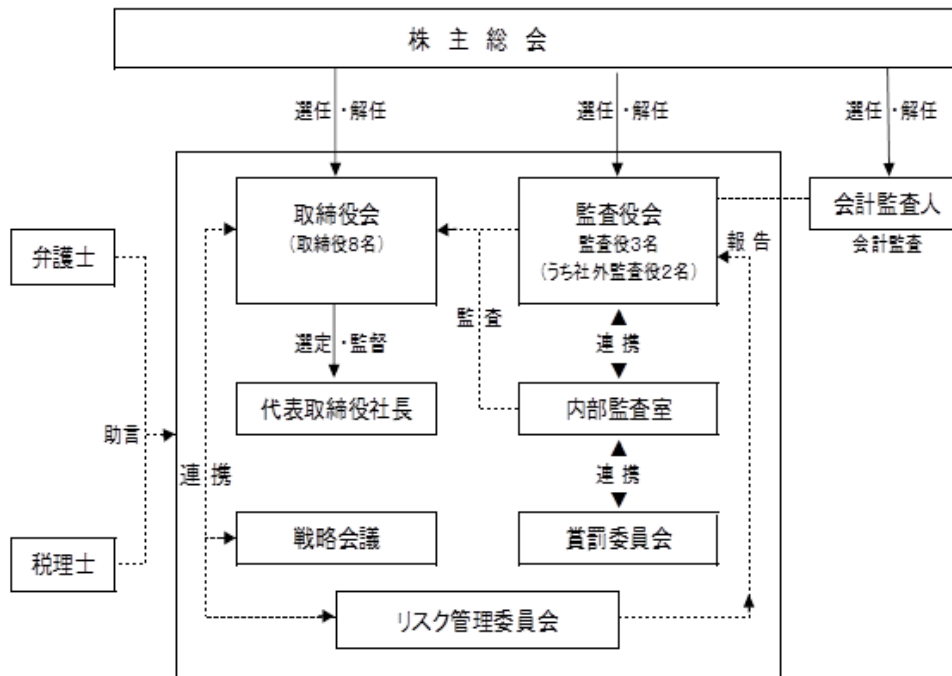 株主総会
選任・解任
選任・解任
選任・解任
取締役会
(取締役8名)
監査役会
監査役3名
(うち社外監査役2名)
会計監査人
会計監査
報告
弁護士
監査
選定・監督
連携
代表取締役社長
内部監査室
助言
連携
連携
戦略会議
賞罰委員会
税理士
リスク管理委員会